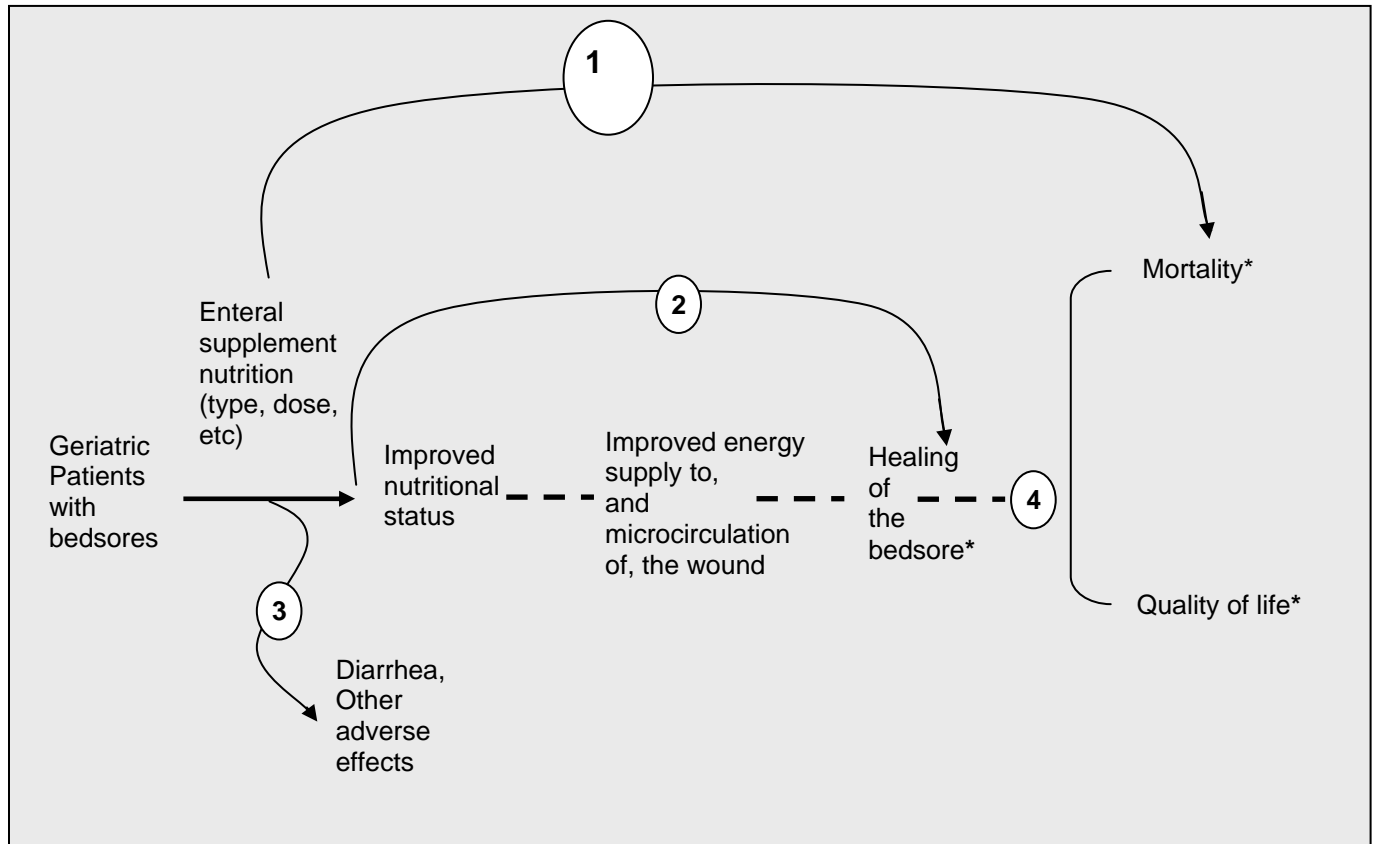 1
Mortality*
Enteral
supplement
nutrition
(type, dose,
etc)
2
Geriatric
Patients
with
bedsores
Improved
nutritional
status
Improved energy
supply to,
and
microcirculation
of, the wound
Healing
of
the
bedsore*
4
Quality of life*
3
Diarrhea,
Other
adverse
effects